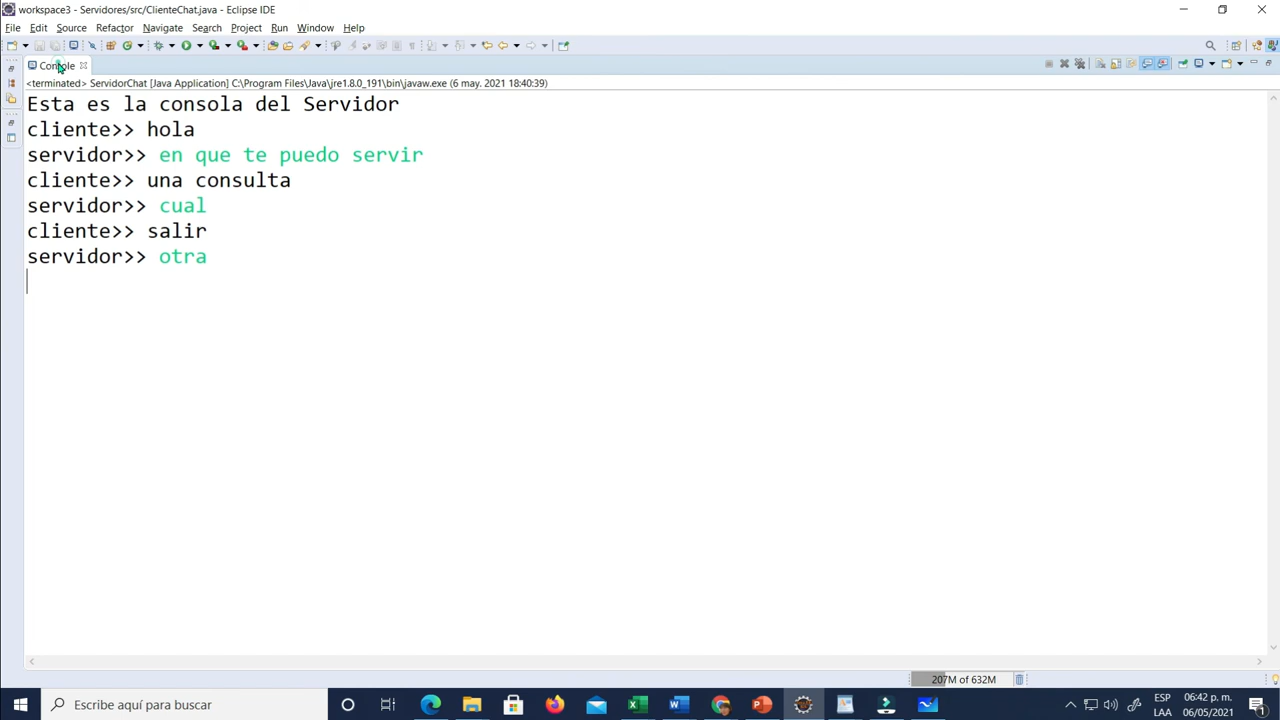 workspace3 - Servidores/src/ClienteChat.java - Eclipse IDE
File Edit Source Refactor Navigate Search Project Run Window Help
Console
<terminated> ServidorChat [Java Application] C:\Program Files\Java\jre1.8.0_191\bin\javaw.exe (6 may. 2021 18:40:39)
Esta es la consola del Servidor
cliente>> hola
servidor>> en que te puedo servir
cliente>> una consulta
servidor>> cual
cliente>> salir
servidor>> otra
207M of 632M
Escribe aquí para buscar
ESP
LAA
06:42 p. m.
06/05/2021
1